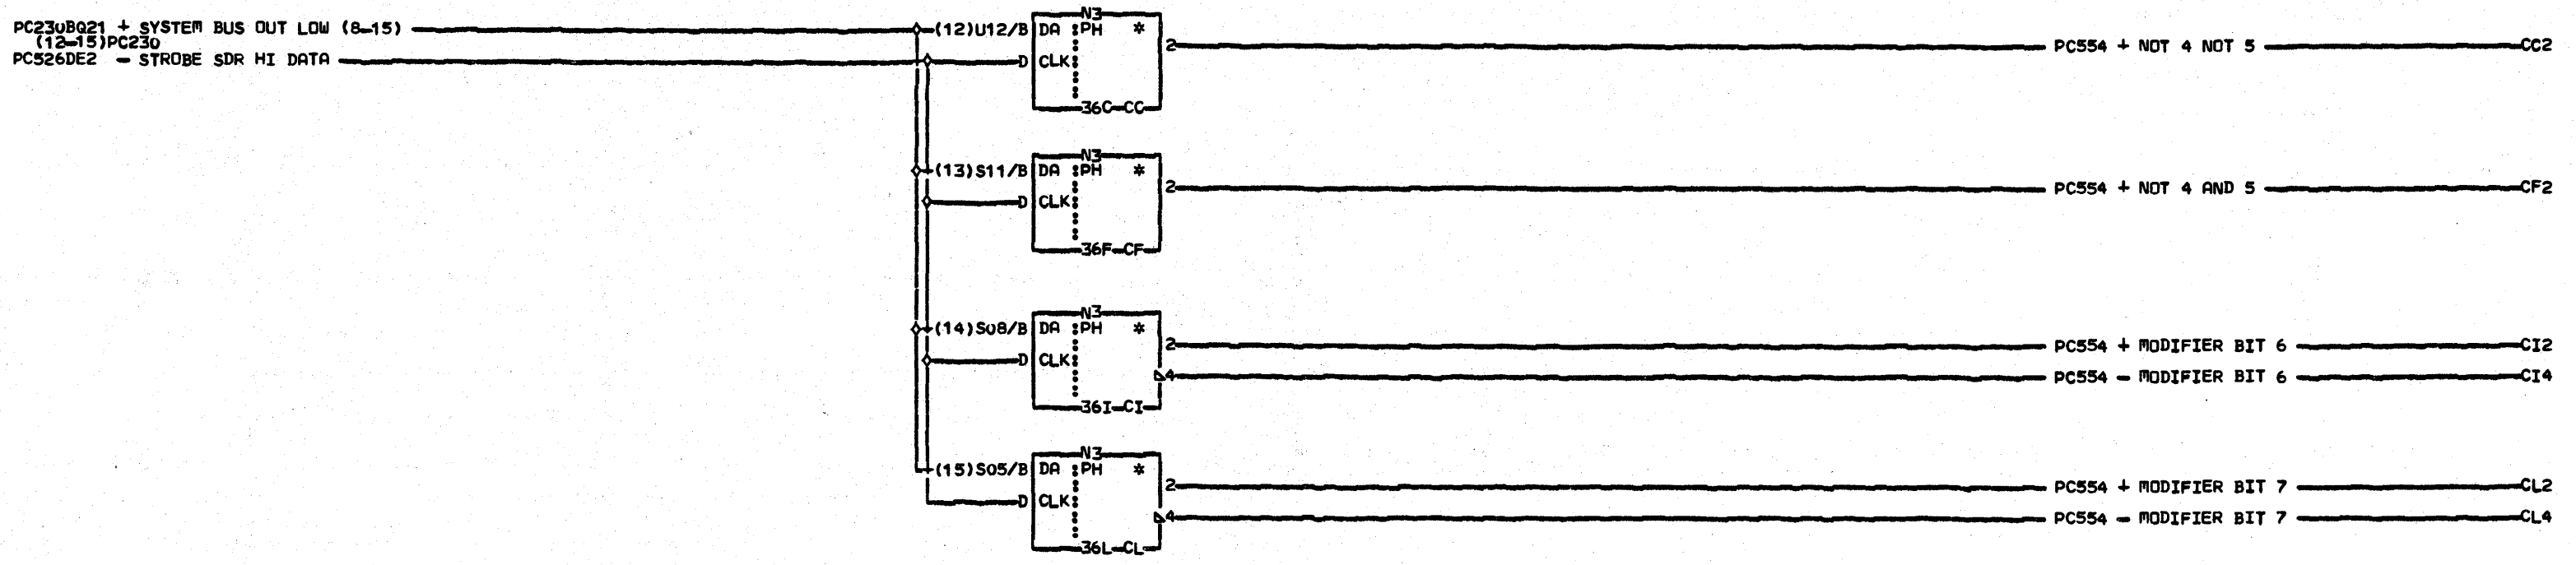 PC230BQ21 + SYSTEM BUS OUT LOW (8-15)
(12-15)PC230
PC526DE2 - STROBE SDR HI DATA
N3
(12)U12/B DA PH *
2 PC554 + NOT 4 NOT 5 CC2
D CLK
36C-CC
N3
(13)S11/B DA PH *
2 PC554 + NOT 4 AND 5 CF2
D CLK
36F-CF
N3
(14)S08/B DA PH *
2 PC554 + MODIFIER BIT 6 CI2
D CLK
4 PC554 - MODIFIER BIT 6 CI4
36I-CI
N3
(15)S05/B DA PH *
2 PC554 + MODIFIER BIT 7 CL2
D CLK
4 PC554 - MODIFIER BIT 7 CL4
36L-CL